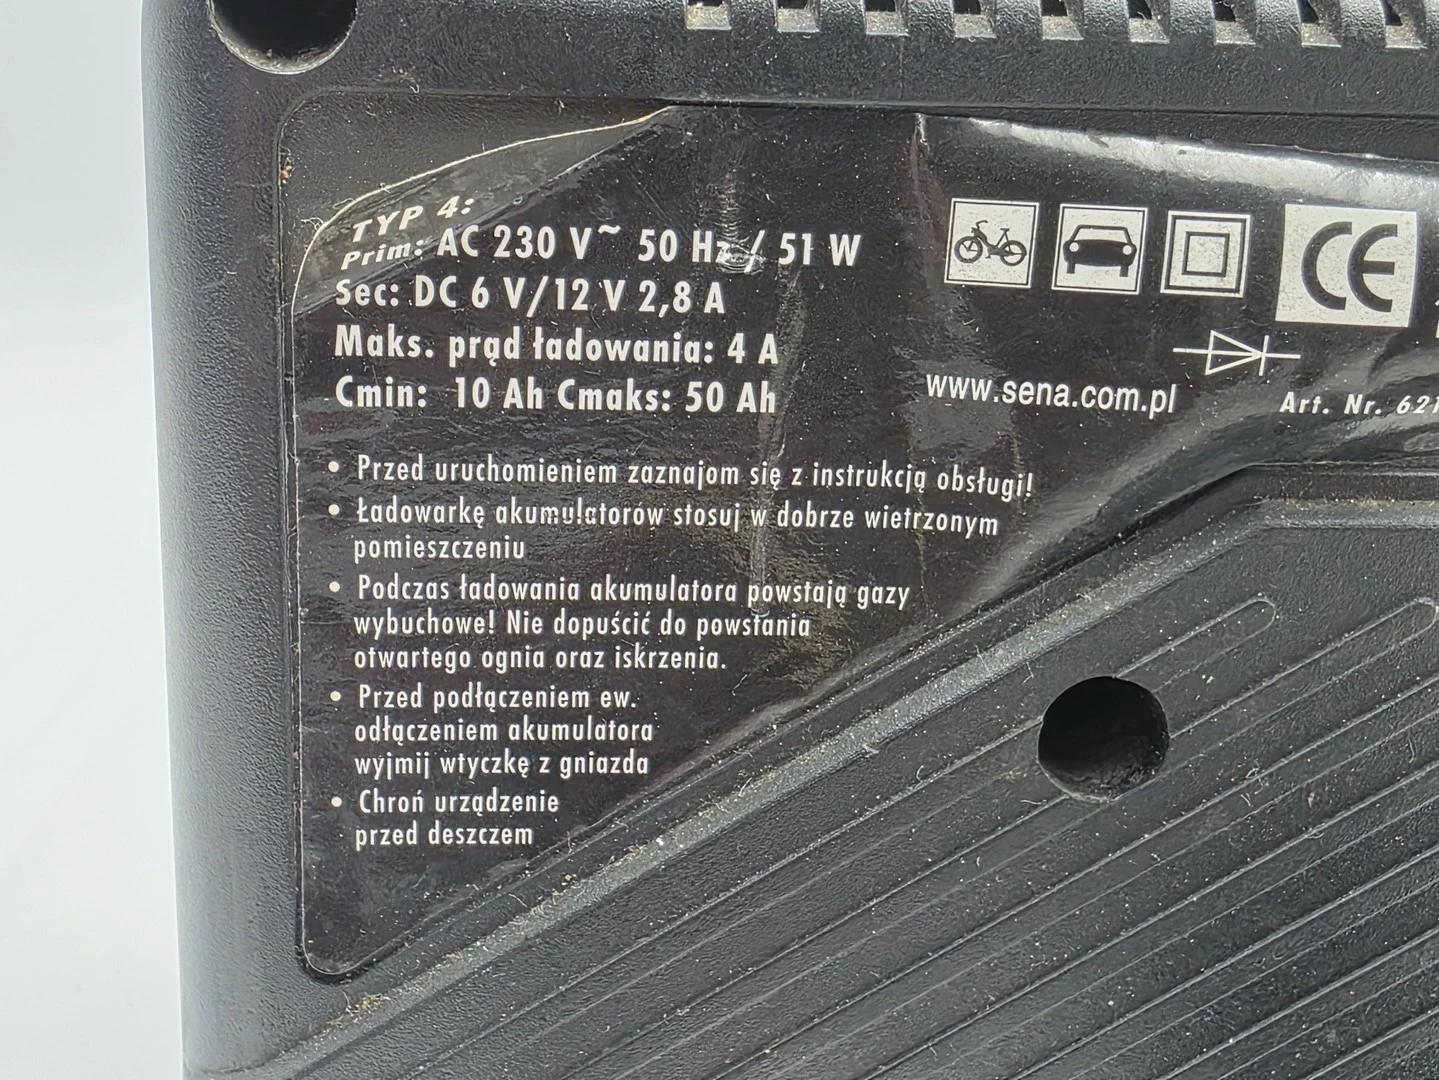 TYP 4:
Prim: AC 230 V~ 50 Hz / 51 W
Sec: DC 6 V/12 V 2,8 A
Maks. prąd ładowania: 4 A
Cmin: 10 Ah Cmaks: 50 Ah
• Przed uruchomieniem zaznajom się z instrukcją obsługi!
• Ładowarkę akumulatorów stosuj w dobrze wietrzonym
pomieszczeniu
• Podczas ładowania akumulatora powstają gazy
wybuchowe! Nie dopuścić do powstania
otwartego ognia oraz iskrzenia.
• Przed podłączeniem ew.
odłączeniem akumulatora
wyjmij wtyczkę z gniazda
• Chroń urządzenie
przed deszczem
CE
www.sena.com.pl
Art. Nr. 621